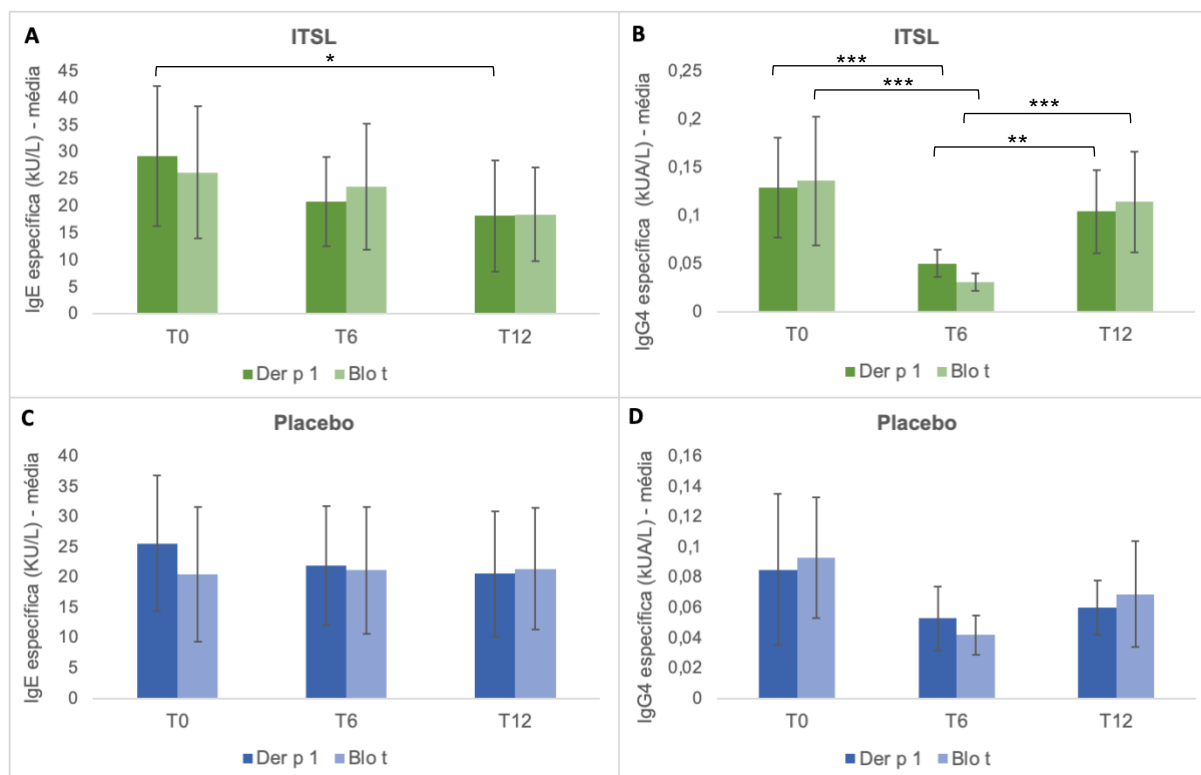 A
ITSL
IgE específica (kU/L) - média
45
40
35
30
25
20
15
10
5
0
*
T0 T6 T12
Der p 1 Blo t
B
ITSL
IgG4 específica (kUA/L) - média
0,25
0,2
0,15
0,1
0,05
0
***
***
***
**
T0 T6 T12
Der p 1 Blo t
C
Placebo
IgE específica (KU/L) - média
40
35
30
25
20
15
10
5
0
T0 T6 T12
Der p 1 Blo t
D
Placebo
IgG4 específica (kUA/L) - média
0,16
0,14
0,12
0,1
0,08
0,06
0,04
0,02
0
T0 T6 T12
Der p 1 Blo t